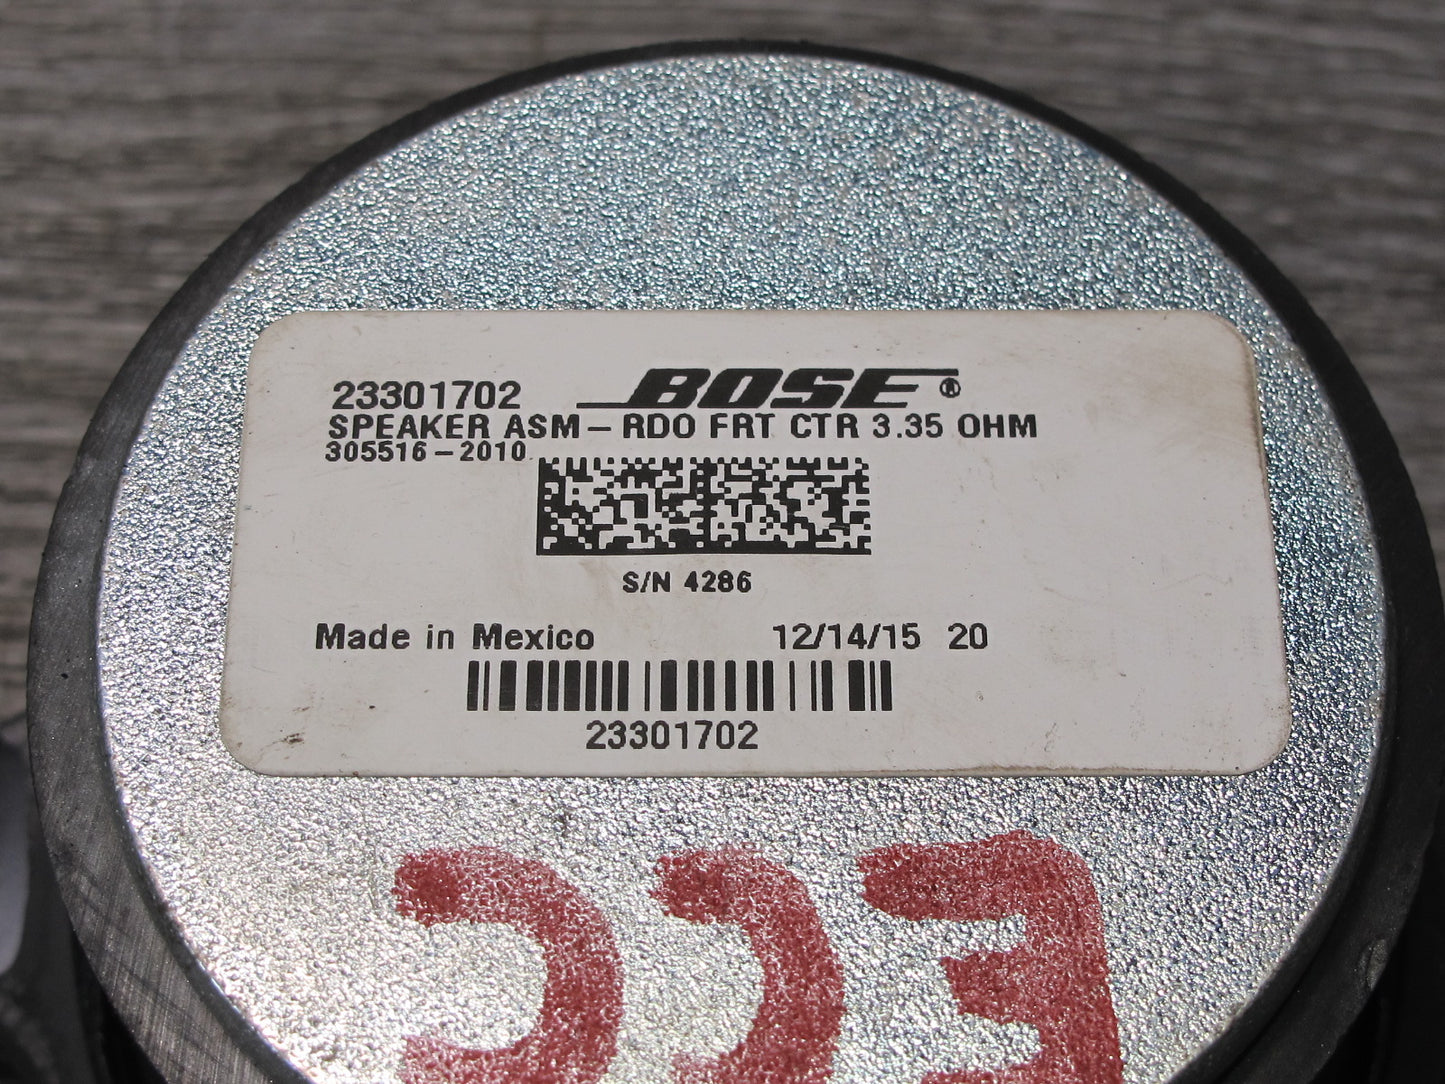 23301702 BOSE®
SPEAKER ASM - RDO FRT CTR 3.35 OHM
305516-2010
S/N 4286
Made in Mexico 12/14/15 20
23301702